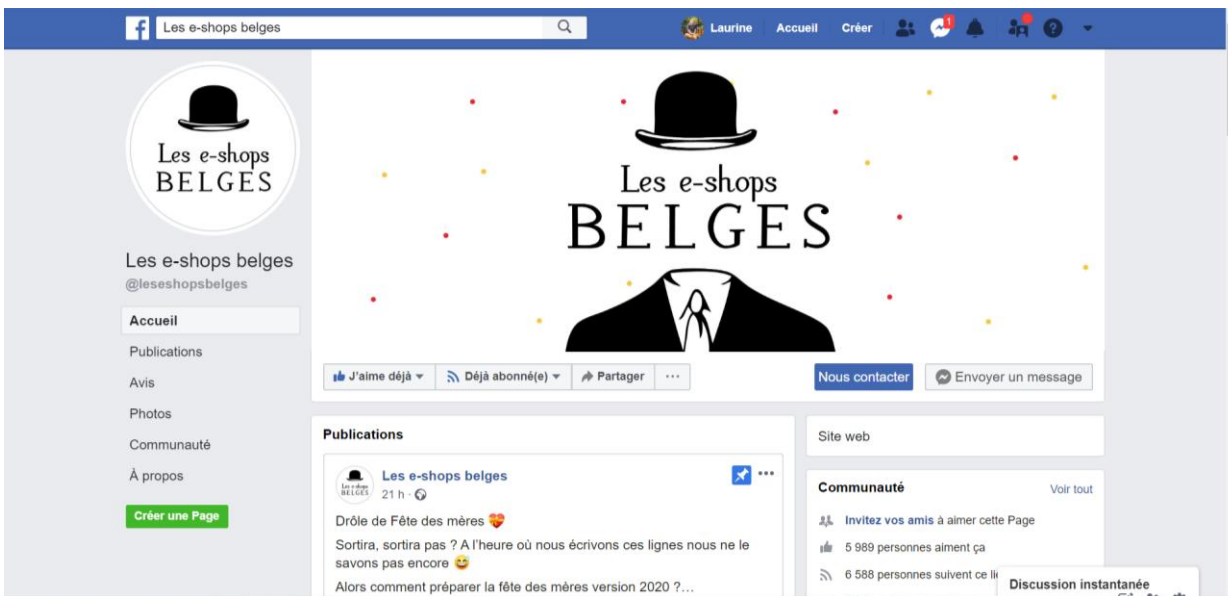 Les e-shops belges
Laurine
Accueil
Créer
1
Les e-shops
BELGES
Les e-shops belges
@leseshopsbelges
Accueil
Publications
Avis
Photos
Communauté
À propos
Créer une Page
Les e-shops
BELGES
J'aime déjà
Déjà abonné(e)
Partager
Nous contacter
Envoyer un message
Publications
Les e-shops
BELGES
Les e-shops belges
21 h ·
Drôle de Fête des mères
Sortira, sortira pas ? A l'heure où nous écrivons ces lignes nous ne le
savons pas encore
Alors comment préparer la fête des mères version 2020 ?...
Site web
Communauté
Voir tout
Invitez vos amis à aimer cette Page
5 989 personnes aiment ça
6 588 personnes suivent ce
Discussion instantanée